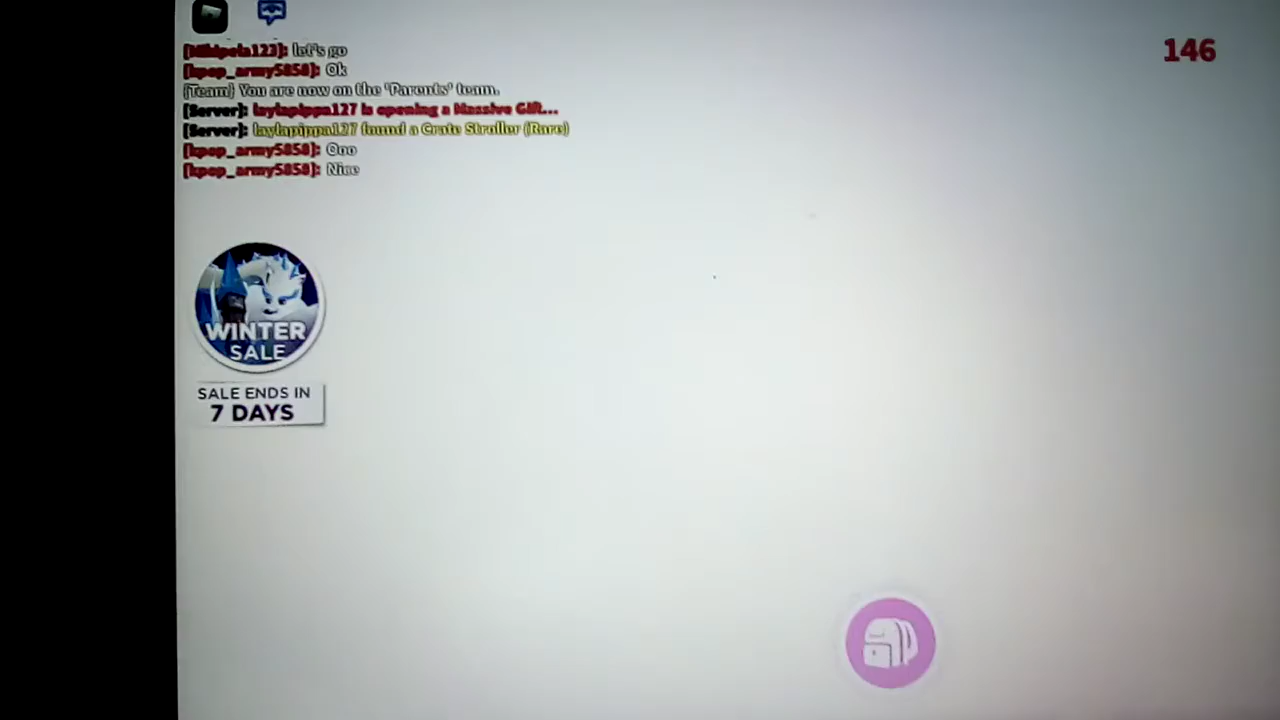 [Nikipela123]: let's go
[kpop_army5858]: Ok
{Team} You are now on the 'Parents' team.
[Server]: laylapippa127 is opening a Massive Gift...
[Server]: laylapippa127 found a Crate Stroller (Rare)
[kpop_army5858]: Ooo
[kpop_army5858]: Nice
146
WINTER
SALE
SALE ENDS IN
7 DAYS